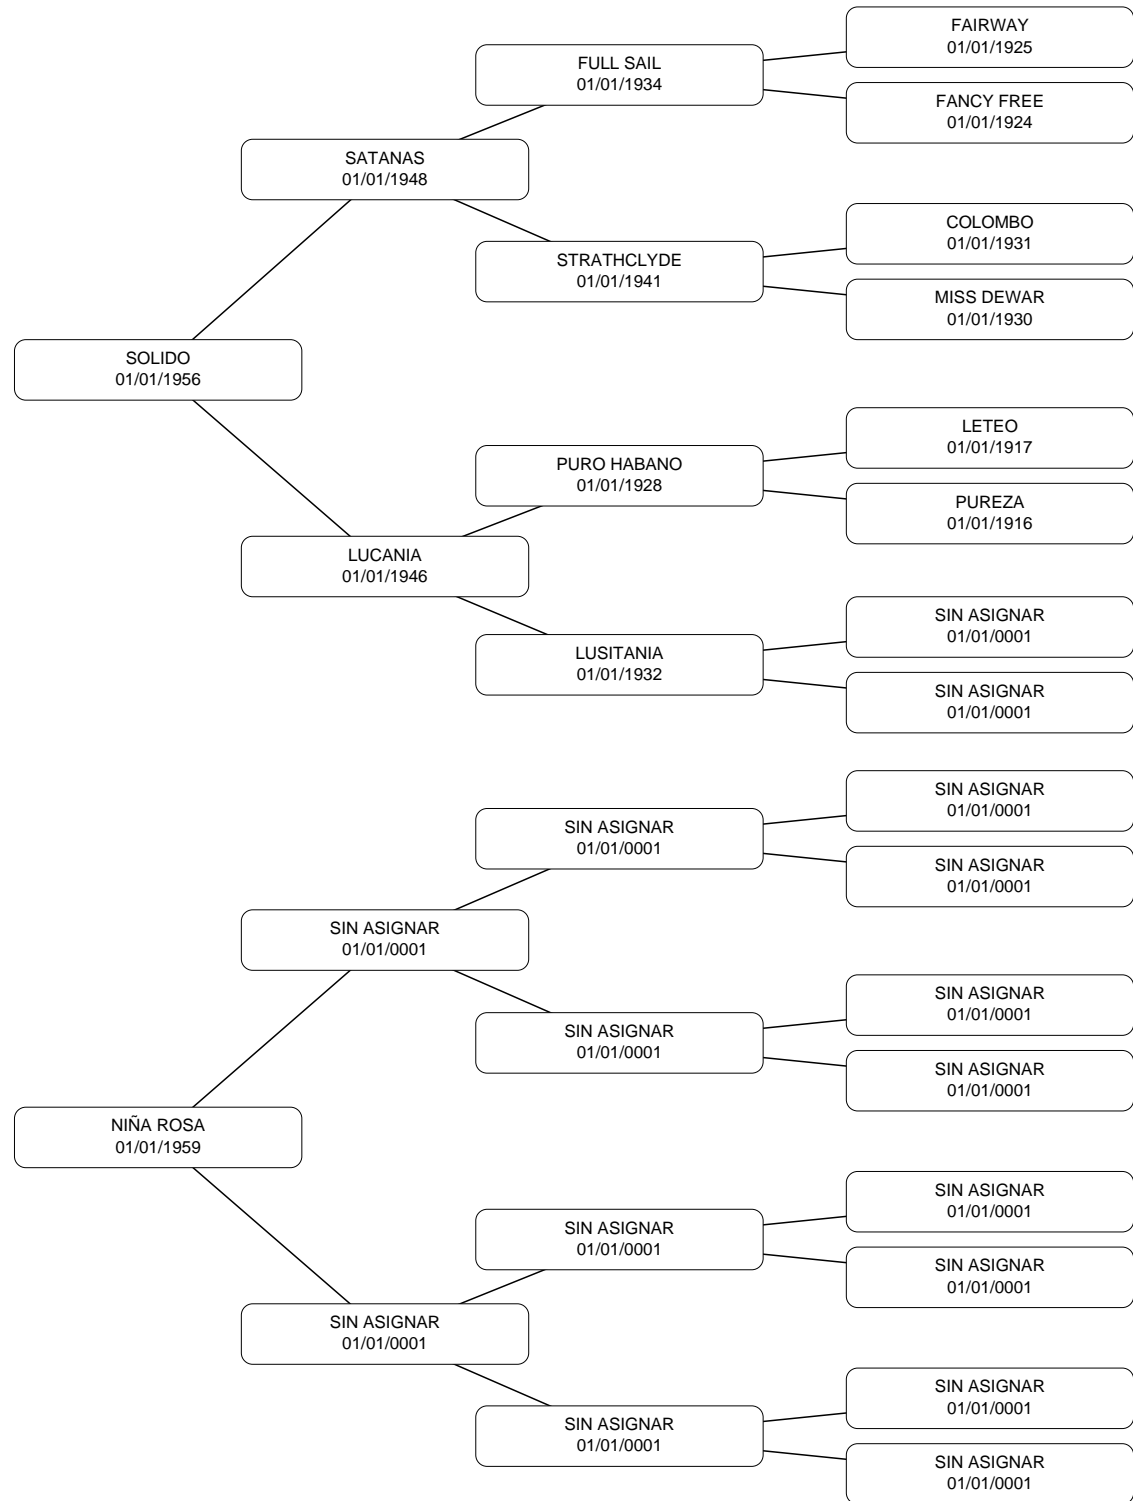 FAIRWAY
01/01/1925
FULL SAIL
01/01/1934
FANCY FREE
01/01/1924
SATANAS
01/01/1948
COLOMBO
01/01/1931
STRATHCLYDE
01/01/1941
MISS DEWAR
01/01/1930
SOLIDO
01/01/1956
LETEO
01/01/1917
PURO HABANO
01/01/1928
PUREZA
01/01/1916
LUCANIA
01/01/1946
SIN ASIGNAR
01/01/0001
LUSITANIA
01/01/1932
SIN ASIGNAR
01/01/0001
SIN ASIGNAR
01/01/0001
SIN ASIGNAR
01/01/0001
SIN ASIGNAR
01/01/0001
SIN ASIGNAR
01/01/0001
SIN ASIGNAR
01/01/0001
SIN ASIGNAR
01/01/0001
SIN ASIGNAR
01/01/0001
NIÑA ROSA
01/01/1959
SIN ASIGNAR
01/01/0001
SIN ASIGNAR
01/01/0001
SIN ASIGNAR
01/01/0001
SIN ASIGNAR
01/01/0001
SIN ASIGNAR
01/01/0001
SIN ASIGNAR
01/01/0001
SIN ASIGNAR
01/01/0001